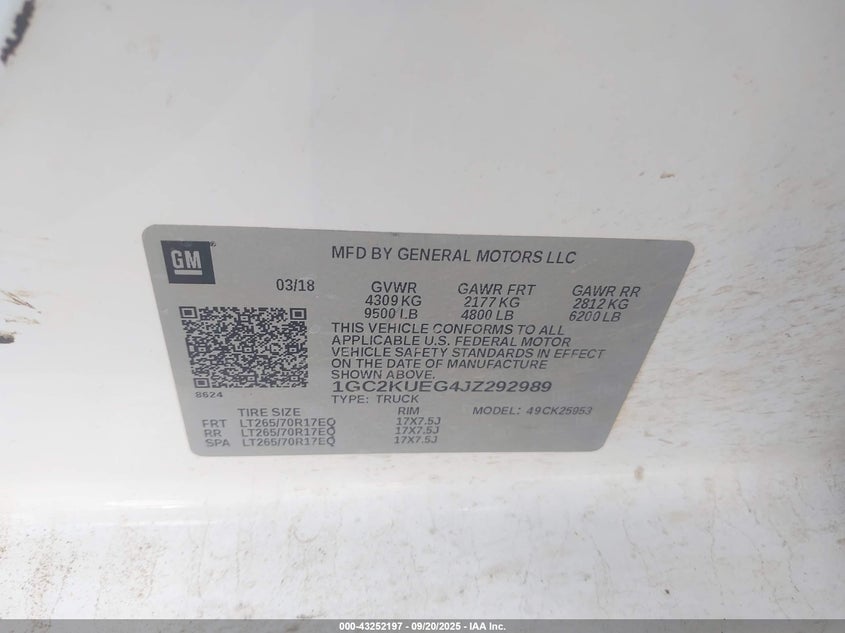 GM
MFD BY GENERAL MOTORS LLC
03/18 GVWR GAWR FRT GAWR RR
4309 KG 2177 KG 2812 KG
9500 LB 4800 LB 6200 LB
THIS VEHICLE CONFORMS TO ALL
APPLICABLE U.S. FEDERAL MOTOR
VEHICLE SAFETY STANDARDS IN EFFECT
ON THE DATE OF MANUFACTURE
SHOWN ABOVE.
1GC2KUEG4JZ292989
8624
TYPE: TRUCK MODEL: 49CK25953
TIRE SIZE RIM
FRT LT265/70R17EQ 17X7.5J
RR LT265/70R17EQ 17X7.5J
SPA LT265/70R17EQ 17X7.5J
000-43252197 - 09/20/2025 - IAA Inc.